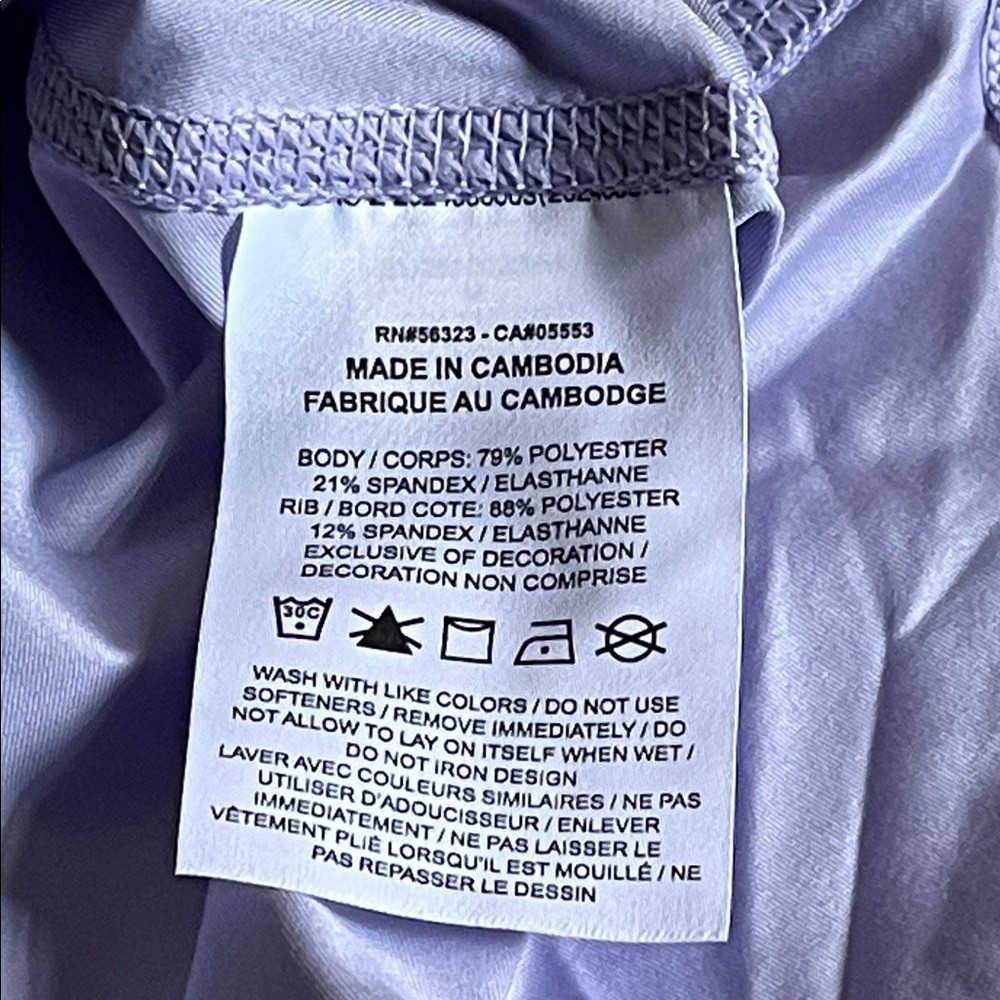 RN#56323 - CA#05553
MADE IN CAMBODIA
FABRIQUE AU CAMBODGE
BODY / CORPS: 79% POLYESTER
21% SPANDEX / ELASTHANNE
RIB / BORD COTE: 88% POLYESTER
12% SPANDEX / ELASTHANNE
EXCLUSIVE OF DECORATION /
DECORATION NON COMPRISE
30C
WASH WITH LIKE COLORS / DO NOT USE
SOFTENERS / REMOVE IMMEDIATELY / DO
NOT ALLOW TO LAY ON ITSELF WHEN WET /
DO NOT IRON DESIGN
LAVER AVEC COULEURS SIMILAIRES / NE PAS
UTILISER D'ADOUCISSEUR / ENLEVER
IMMEDIATEMENT / NE PAS LAISSER LE
VÊTEMENT PLIÉ LORSQU'IL EST MOUILLÉ / NE
PAS REPASSER LE DESSIN